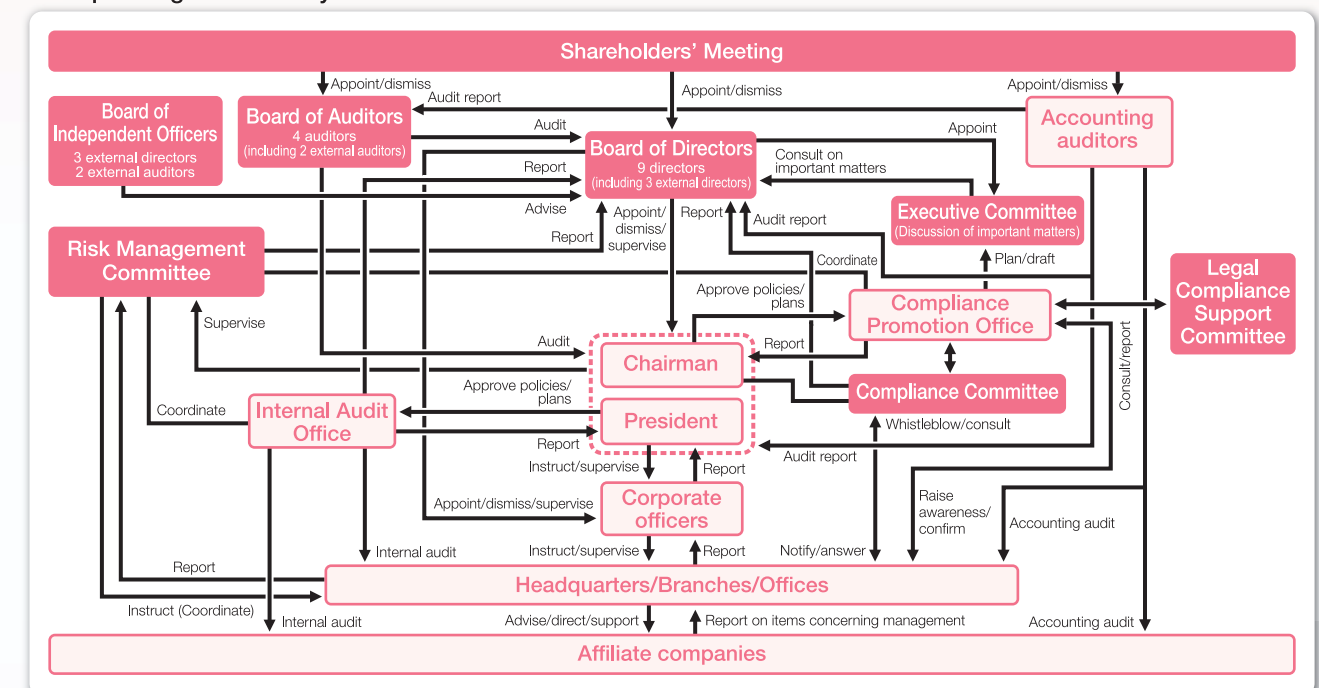 Shareholders' Meeting
Appoint/dismiss
Appoint/dismiss
Appoint/dismiss
Audit report
Board of
Independent Officers
3 external directors
2 external auditors
Board of Auditors
4 auditors
(including 2 external auditors)
Audit
Board of Directors
9 directors
(including 3 external directors)
Appoint
Accounting
auditors
Consult on
important matters
Report
Advise
Executive Committee
(Discussion of important matters)
Risk Management
Committee
Report
Appoint/
dismiss/
supervise
Report
Audit report
Coordinate
Plan/draft
Legal
Compliance
Support
Committee
Approve policies/
plans
Compliance
Promotion Office
Supervise
Audit
Report
Consult/report
Chairman
Compliance Committee
Approve policies/
plans
Coordinate
Internal Audit
Office
President
Whistleblow/consult
Report
Audit report
Instruct/supervise
Report
Appoint/dismiss/supervise
Corporate
officers
Raise
awareness/
confirm
Accounting audit
Internal audit
Instruct/supervise
Report
Notify/answer
Report
Headquarters/Branches/Offices
Instruct (Coordinate)
Internal audit
Advise/direct/support
Report on items concerning management
Accounting audit
Affiliate companies